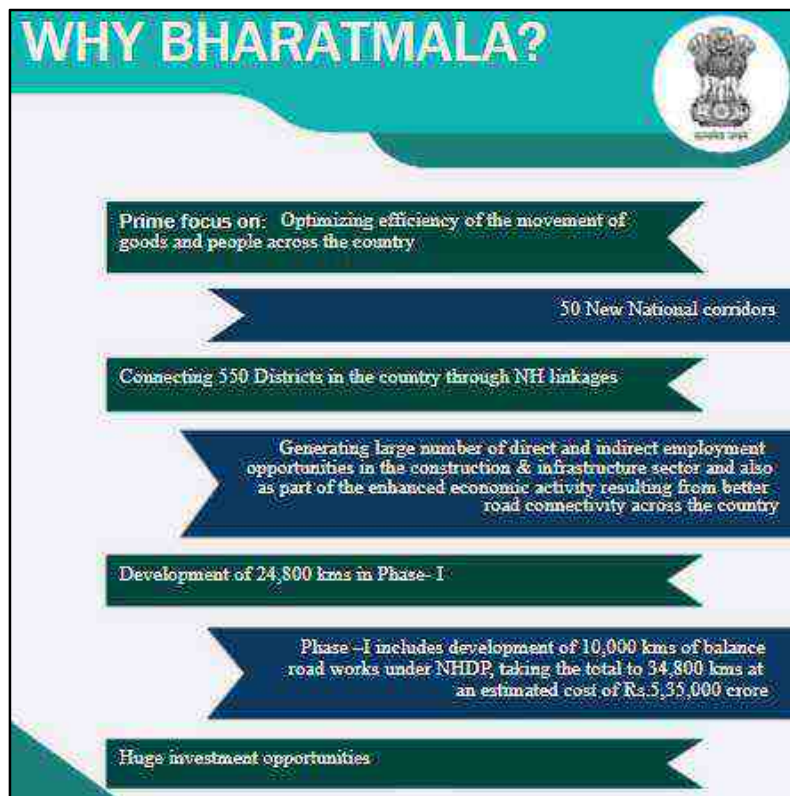 WHY BHARATMALA?
Prime focus on: Optimizing efficiency of the movement of
goods and people across the country
50 New National corridors
Connecting 550 Districts in the country through NH linkages
Generating large number of direct and indirect employment
opportunities in the construction & infrastructure sector and also
as part of the enhanced economic activity resulting from better
road connectivity across the country
Development of 24,800 kms in Phase- I
Phase –I includes development of 10,000 kms of balance
road works under NHDP, taking the total to 34,800 kms at
an estimated cost of Rs.5,35,000 crore
Huge investment opportunities